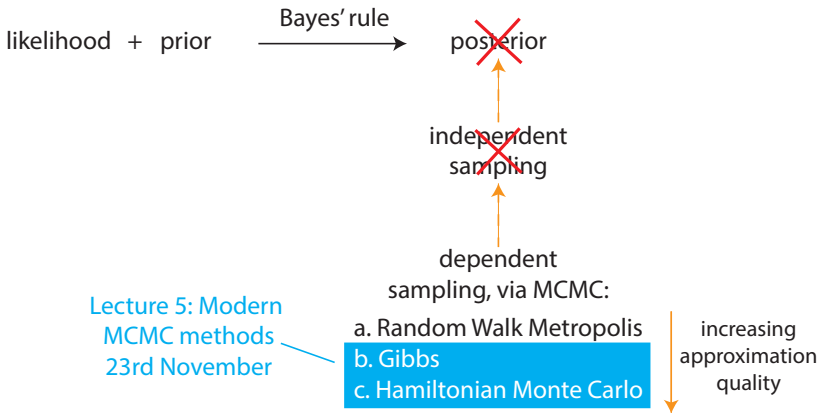 Bayes’ rule
likelihood + prior
posterior
independent
sampling
dependent
sampling, via MCMC:
a. Random Walk Metropolis
b. Gibbs
c. Hamiltonian Monte Carlo
Lecture 5: Modern
MCMC methods
23rd November
increasing
approximation
quality